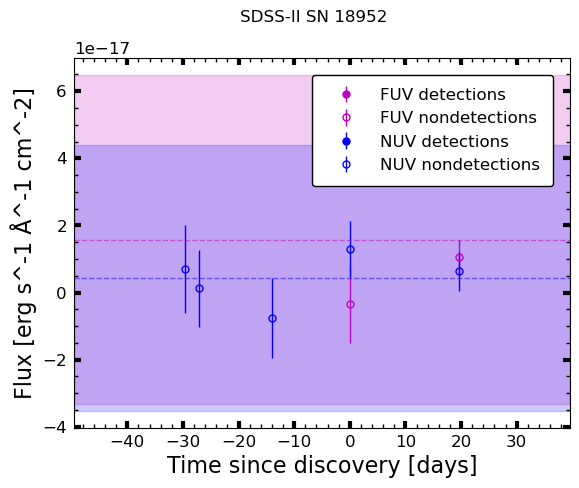 SDSS-II SN 18952
1e−17
FUV detections
FUV nondetections
NUV detections
NUV nondetections
6
4
2
0
−2
−4
Flux [erg s^-1 Å^-1 cm^-2]
−40 −30 −20 −10 0 10 20 30
Time since discovery [days]